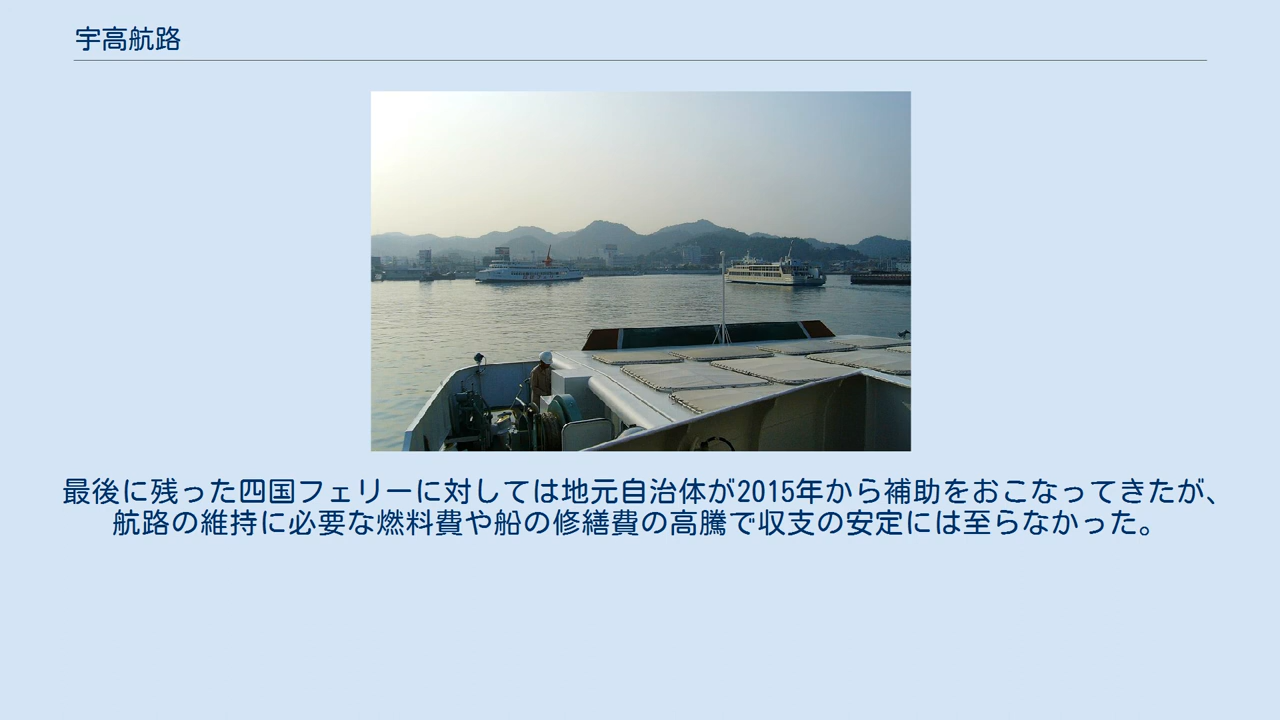 宇高航路
最後に残った四国フェリーに対しては地元自治体が2015年から補助をおこなってきたが、
航路の維持に必要な燃料費や船の修繕費の高騰で収支の安定には至らなかった。